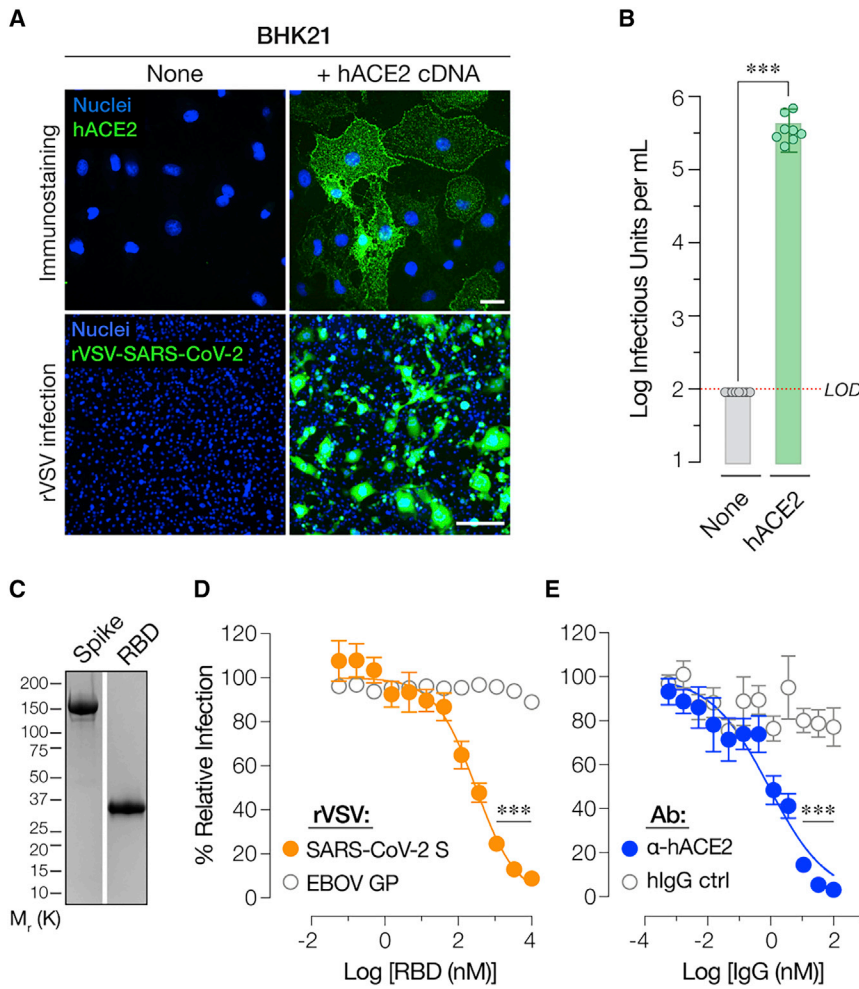 A
BHK21
None
+ hACE2 cDNA
Immunostaining
Nuclei
hACE2
rVSV infection
Nuclei
rVSV-SARS-CoV-2
B
***
Log Infectious Units per mL
6
5
4
3
2
1
LOD
None
hACE2
C
Spike
RBD
200
150
100
75
50
37
25
20
15
10
Mr (K)
D
% Relative Infection
120
100
80
60
40
20
0
***
rVSV:
SARS-CoV-2 S
EBOV GP
-2
0
2
4
Log [RBD (nM)]
E
120
100
80
60
40
20
0
***
Ab:
α-hACE2
hIgG ctrl
-4
-2
0
2
Log [IgG (nM)]